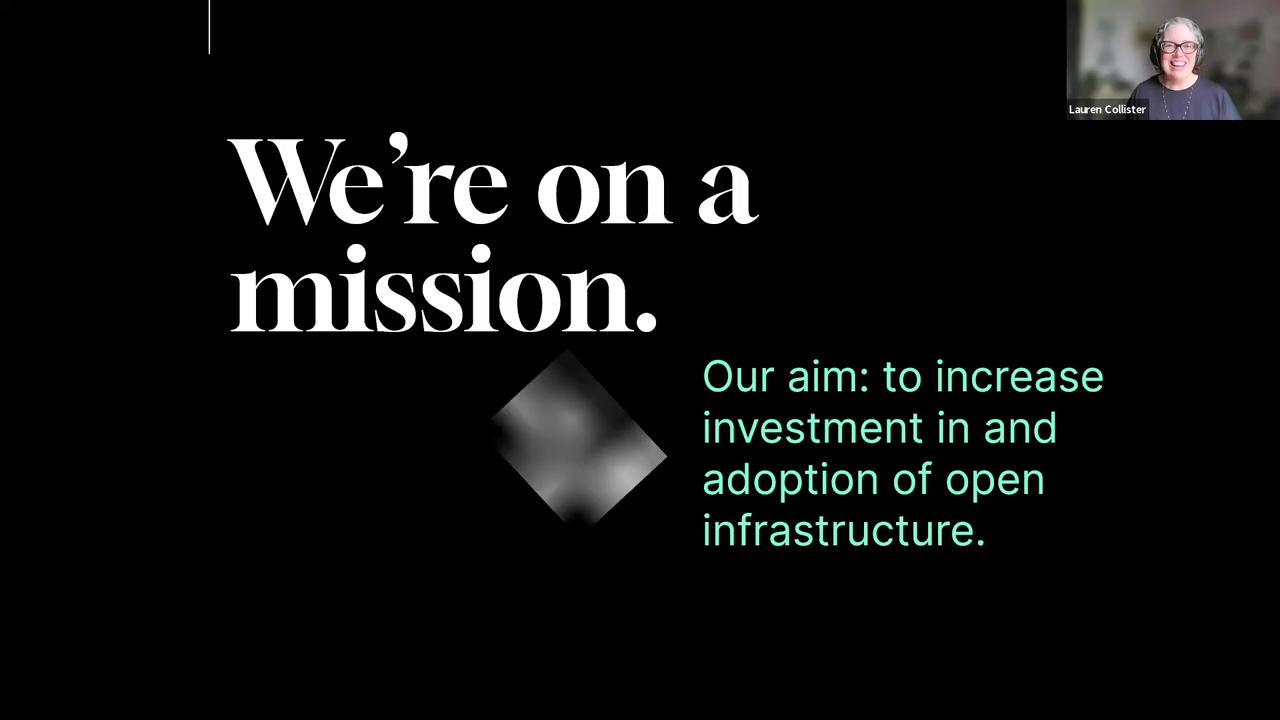 Lauren Collister
We’re on a
mission.
Our aim: to increase
investment in and
adoption of open
infrastructure.